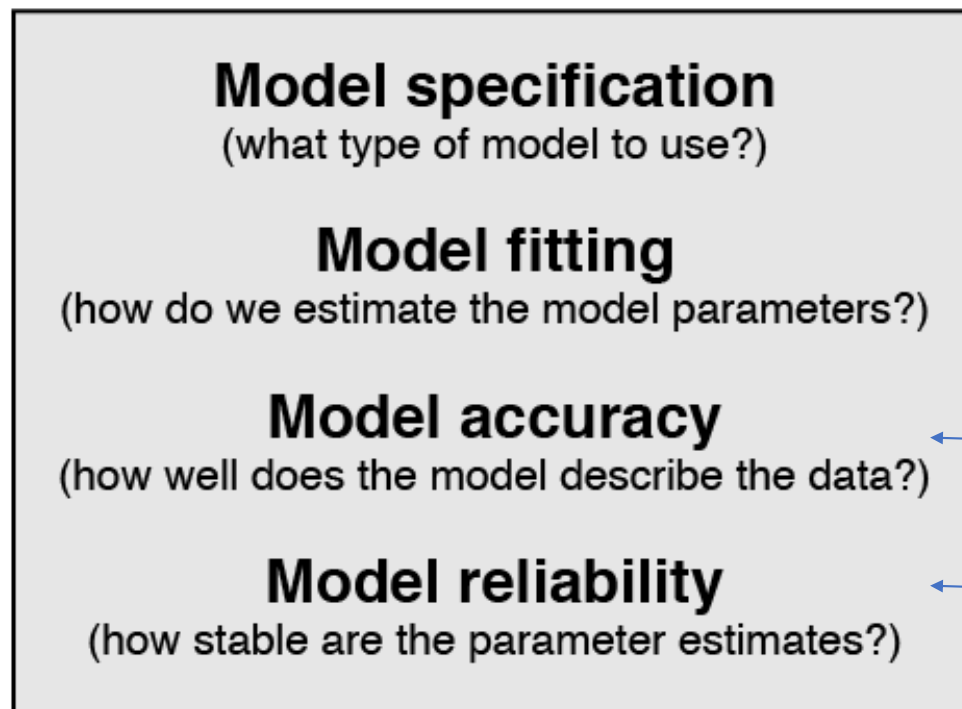 Model specification
(what type of model to use?)
Model fitting
(how do we estimate the model parameters?)
Model accuracy
(how well does the model describe the data?)
Model reliability
(how stable are the parameter estimates?)